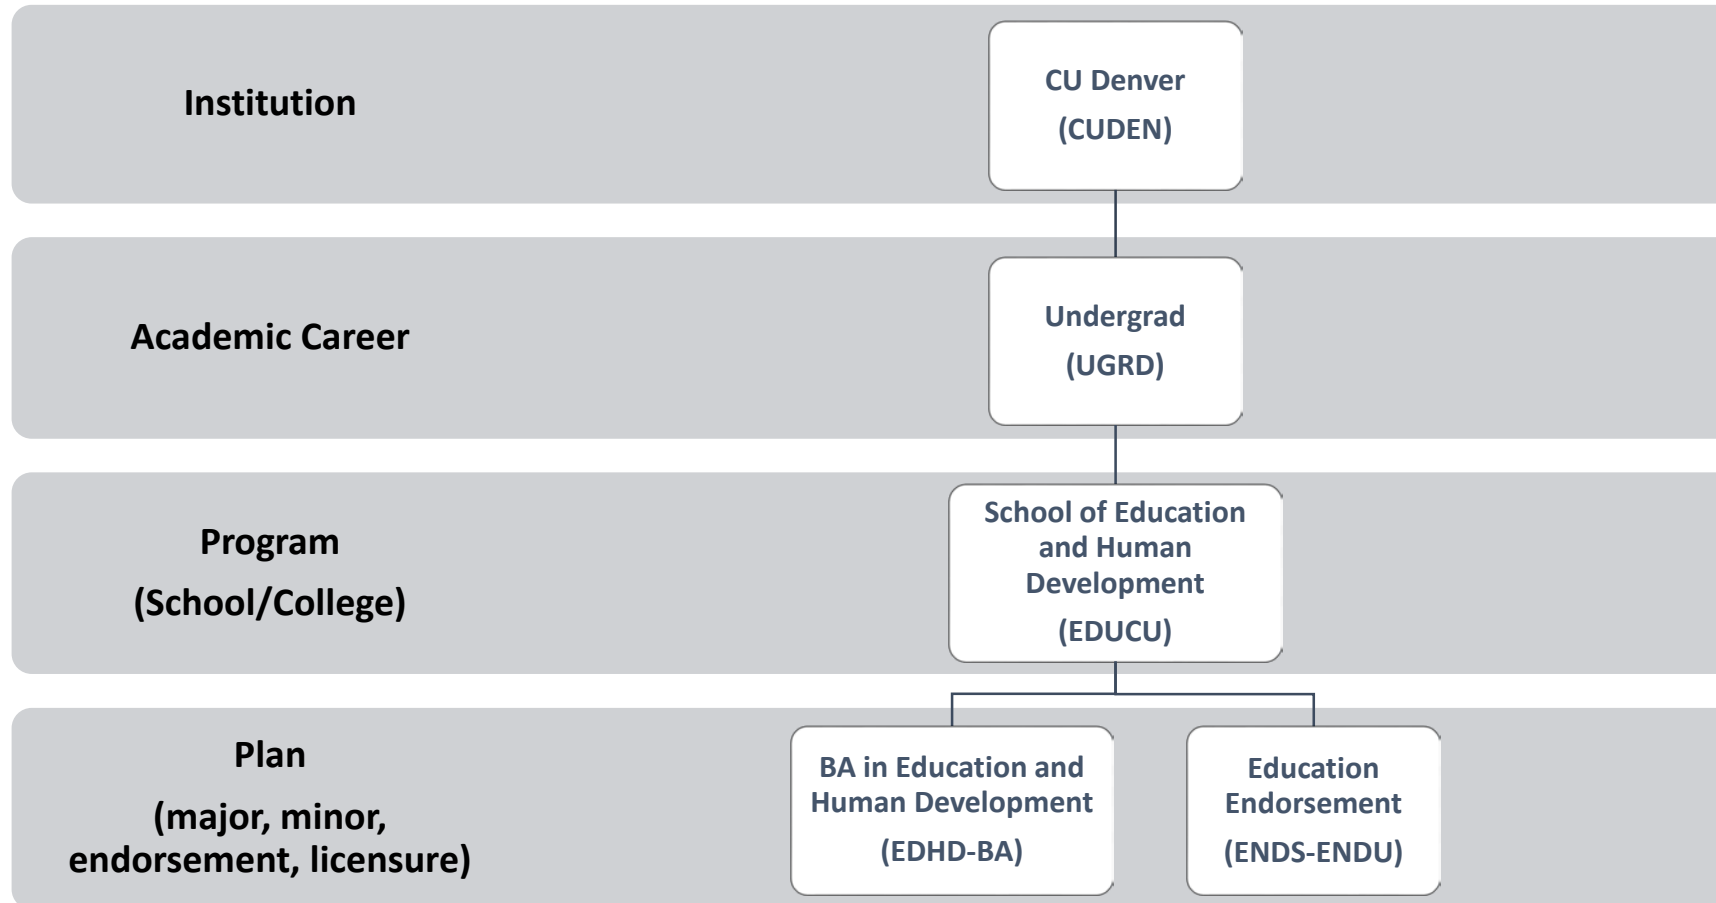 Institution
CU Denver
(CUDEN)
Academic Career
Undergrad
(UGRD)
Program
(School/College)
School of Education
and Human
Development
(EDUCU)
Plan
(major, minor,
endorsement, licensure)
BA in Education and
Human Development
(EDHD-BA)
Education
Endorsement
(ENDS-ENDU)